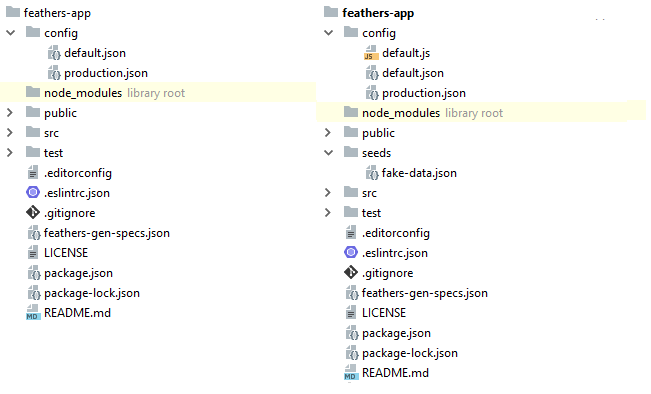 feathers-app
config
default.json
production.json
node_modules library root
public
src
test
.editorconfig
.eslintrc.json
.gitignore
feathers-gen-specs.json
LICENSE
package.json
package-lock.json
MD README.md
feathers-app
config
JS default.js
default.json
production.json
node_modules library root
public
seeds
fake-data.json
src
test
.editorconfig
.eslintrc.json
.gitignore
feathers-gen-specs.json
LICENSE
package.json
package-lock.json
MD README.md